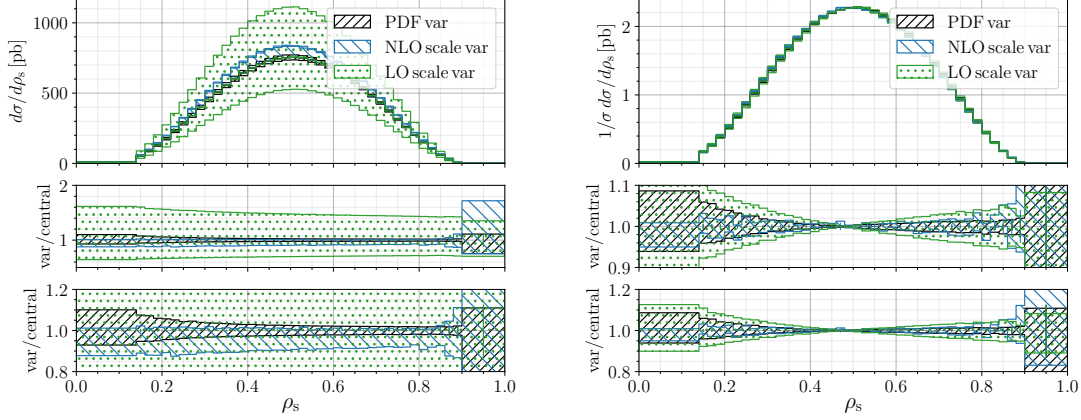 1000
500
0
dσ/dρs [pb]
PDF var
NLO scale var
LO scale var
2
1
var/central
1.2
1.0
0.8
var/central
0.0 0.2 0.4 0.6 0.8 1.0
ρs
2
1
0
1/σ dσ/dρs [pb]
PDF var
NLO scale var
LO scale var
1.1
1.0
0.9
var/central
1.2
1.0
0.8
var/central
0.0 0.2 0.4 0.6 0.8 1.0
ρs